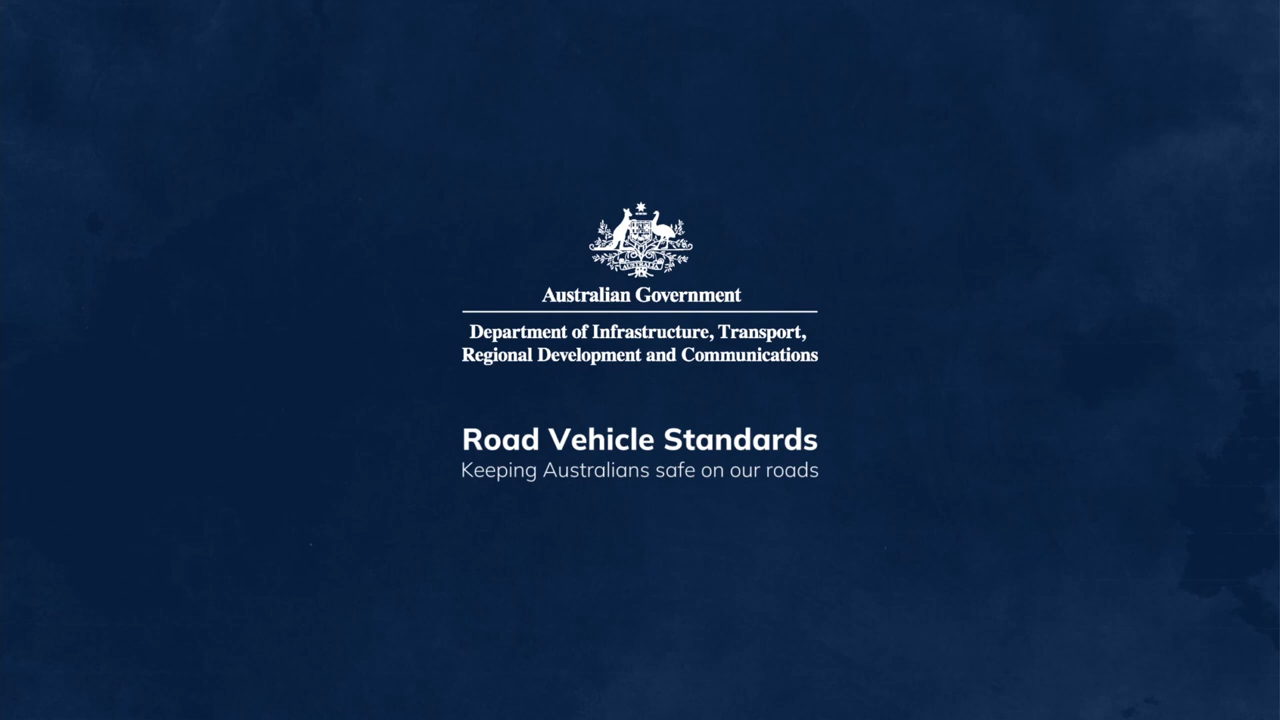 AUSTRALIA
Australian Government
Department of Infrastructure, Transport,
Regional Development and Communications
Road Vehicle Standards
Keeping Australians safe on our roads